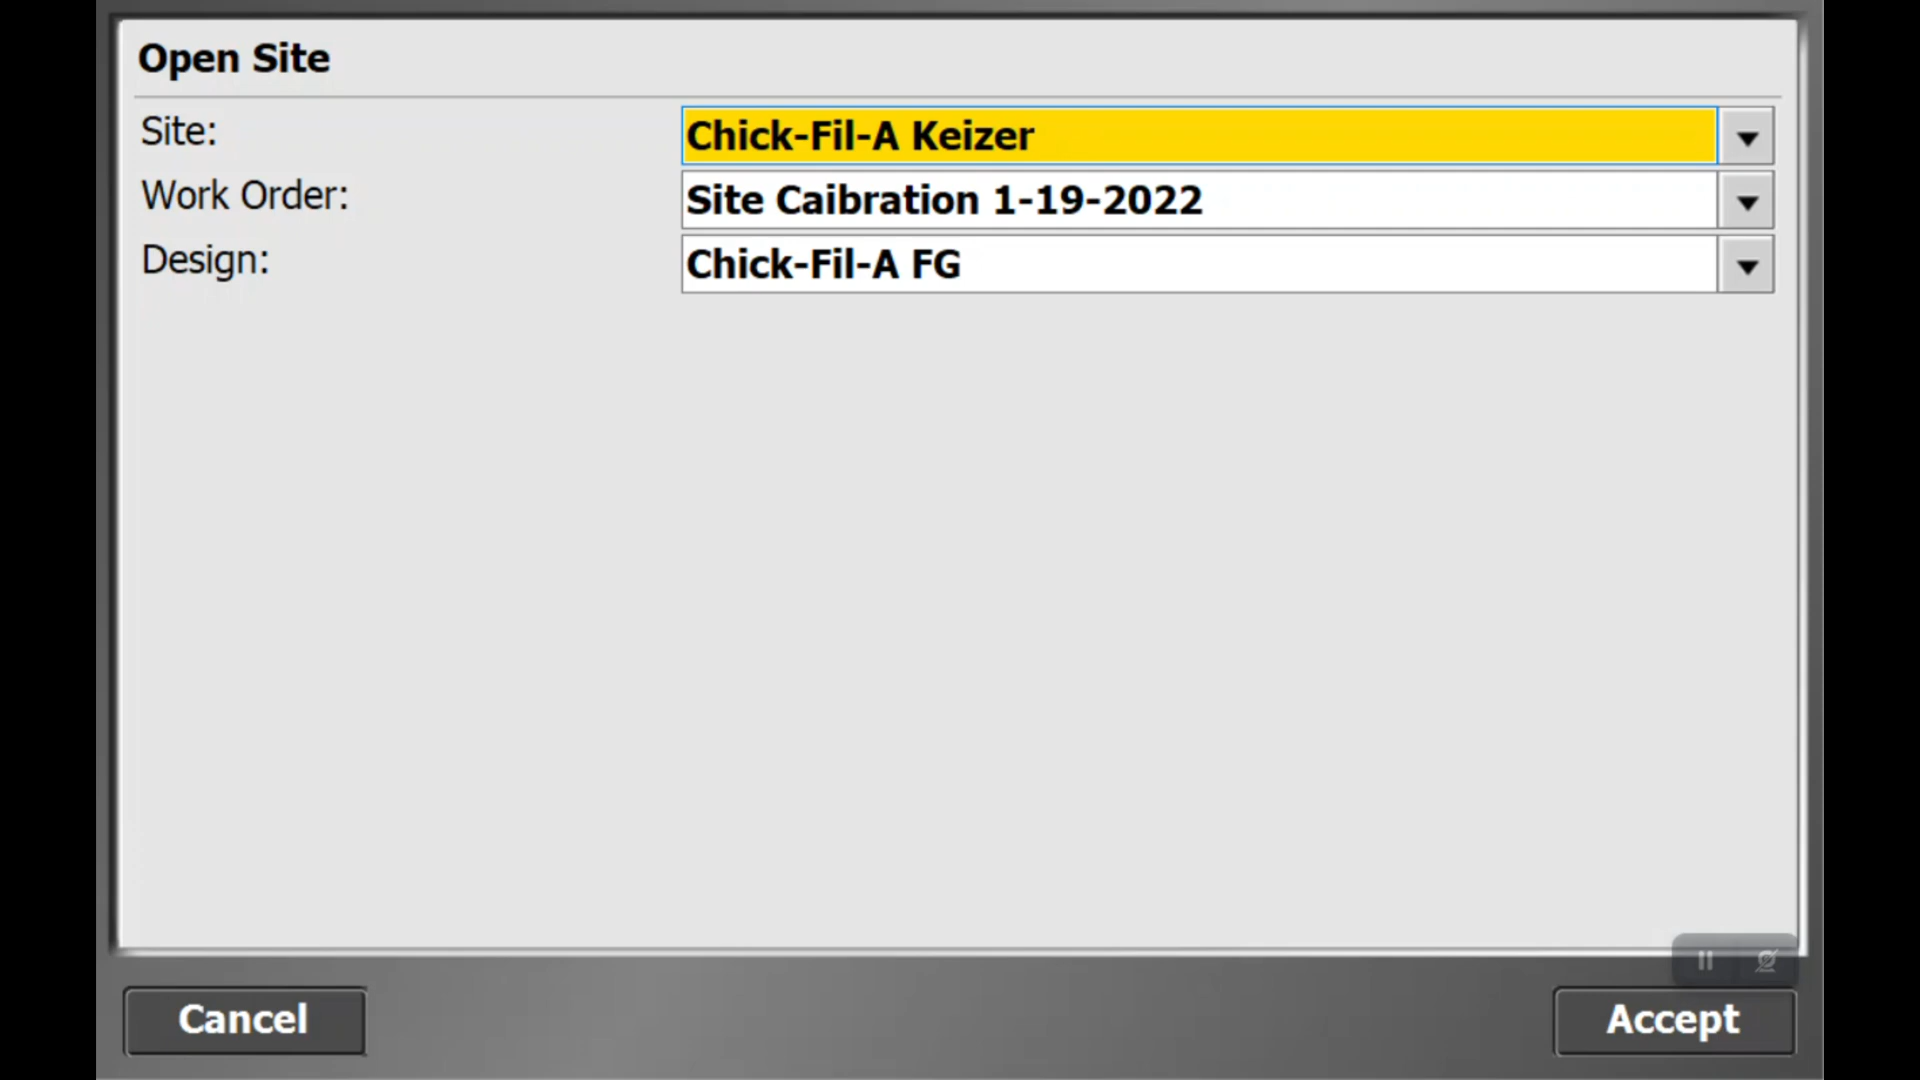 Open Site
Site: Chick-Fil-A Keizer
Work Order: Site Caibration 1-19-2022
Design: Chick-Fil-A FG
Cancel Accept